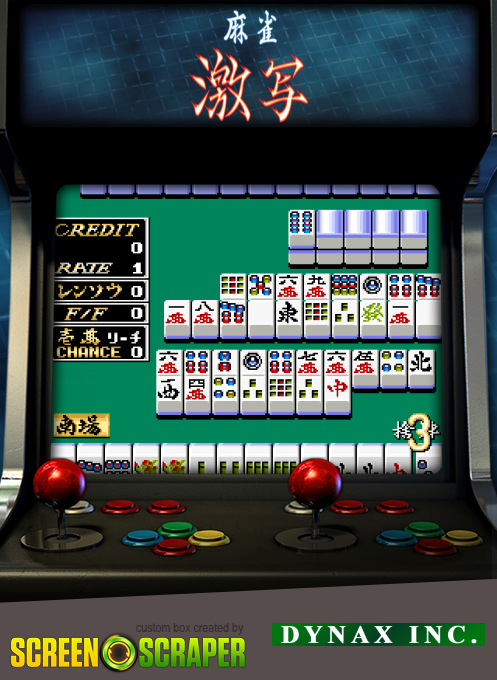 麻雀
激写
CREDIT
0
RATE 1
レンソウ 0
F/F 0
壱萬 リーチ
CHANCE 0
六 九
一 八 東 發 一
六 七 六 伍 北
西 四 中
南場
捨 3
custom box created by
SCREEN SCRAPER
DYNAX INC.